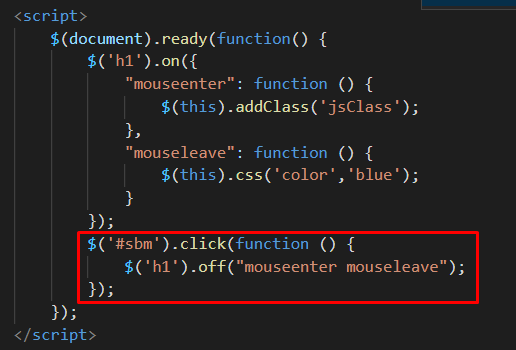 <script>
$(document).ready(function() {
$('h1').on({
"mouseenter": function () {
$(this).addClass('jsClass');
},
"mouseleave": function () {
$(this).css('color','blue');
}
});
$('#sbm').click(function () {
$('h1').off("mouseenter mouseleave");
});
});
</script>